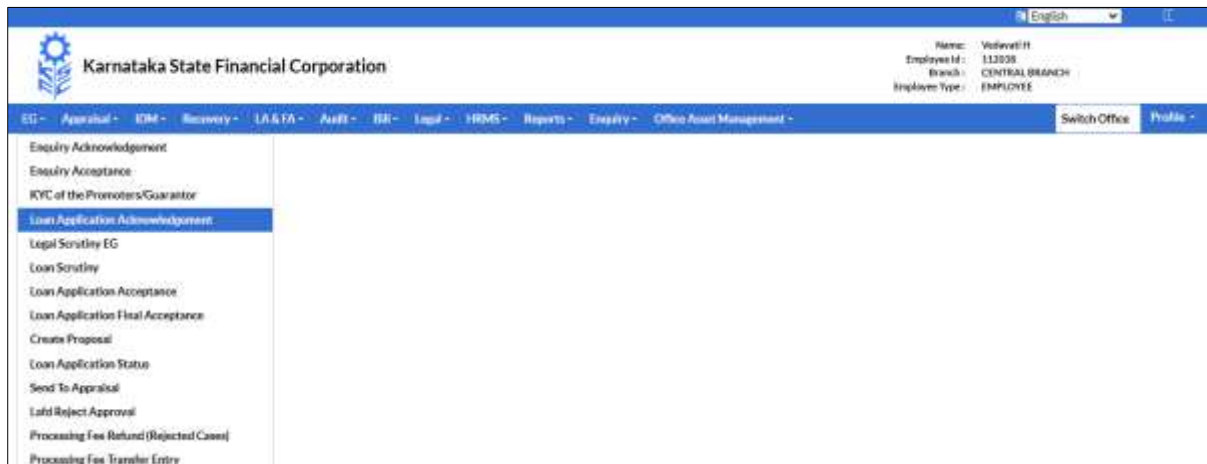 English
Karnataka State Financial Corporation
Name: Vedavati H
Employee Id :
Branch : CENTRAL BRANCH
Employee Type : EMPLOYEE
EG Appraisal IDM Recovery LA & FA Audit Bill Legal HRMS Reports Enquiry Office Asset Management Switch Office Profile
Enquiry Acknowledgement
Enquiry Acceptance
KYC of the Promoters/Guarantor
Loan Application Acknowledgement
Legal Scrutiny EG
Loan Scrutiny
Loan Application Acceptance
Loan Application Final Acceptance
Create Proposal
Loan Application Status
Send To Appraisal
Lafd Reject Approval
Processing Fee Refund (Rejected Cases)
Processing Fee Transfer Entry